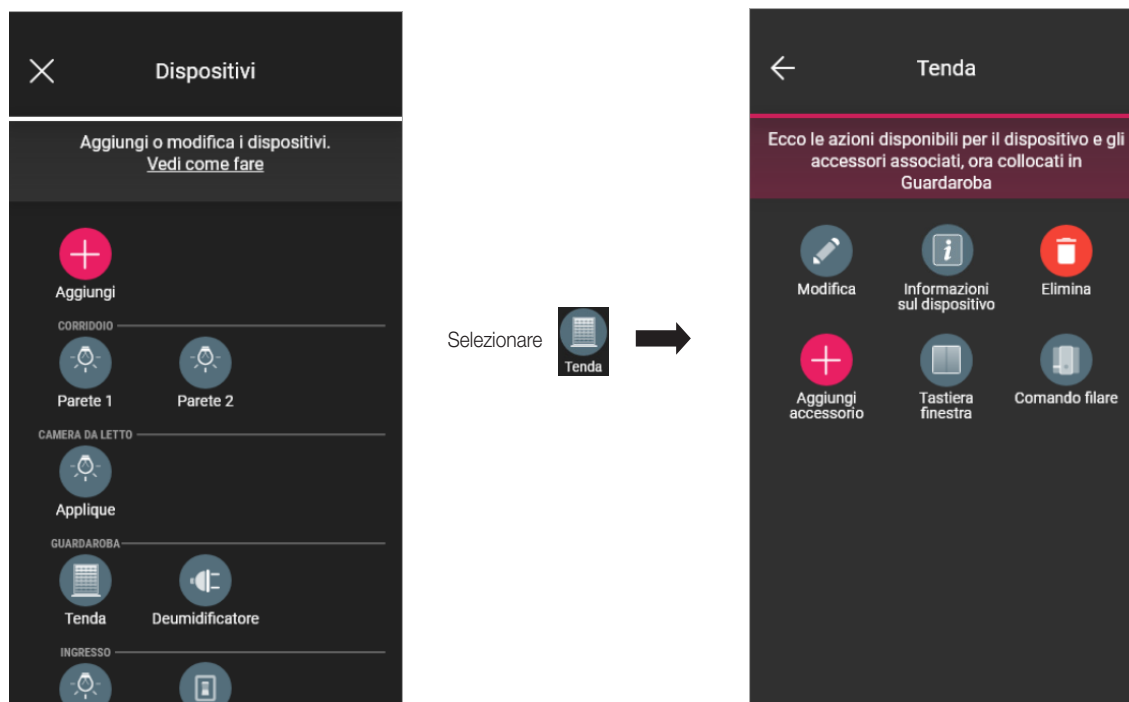 Dispositivi
Aggiungi o modifica i dispositivi.
Vedi come fare
Aggiungi
CORRIDOIO
Parete 1
Parete 2
CAMERA DA LETTO
Applique
GUARDAROBA
Tenda
Deumidificatore
INGRESSO
Selezionare
Tenda
Tenda
Ecco le azioni disponibili per il dispositivo e gli
accessori associati, ora collocati in
Guardaroba
Modifica
Informazioni
sul dispositivo
Elimina
Aggiungi
accessorio
Tastiera
finestra
Comando filare